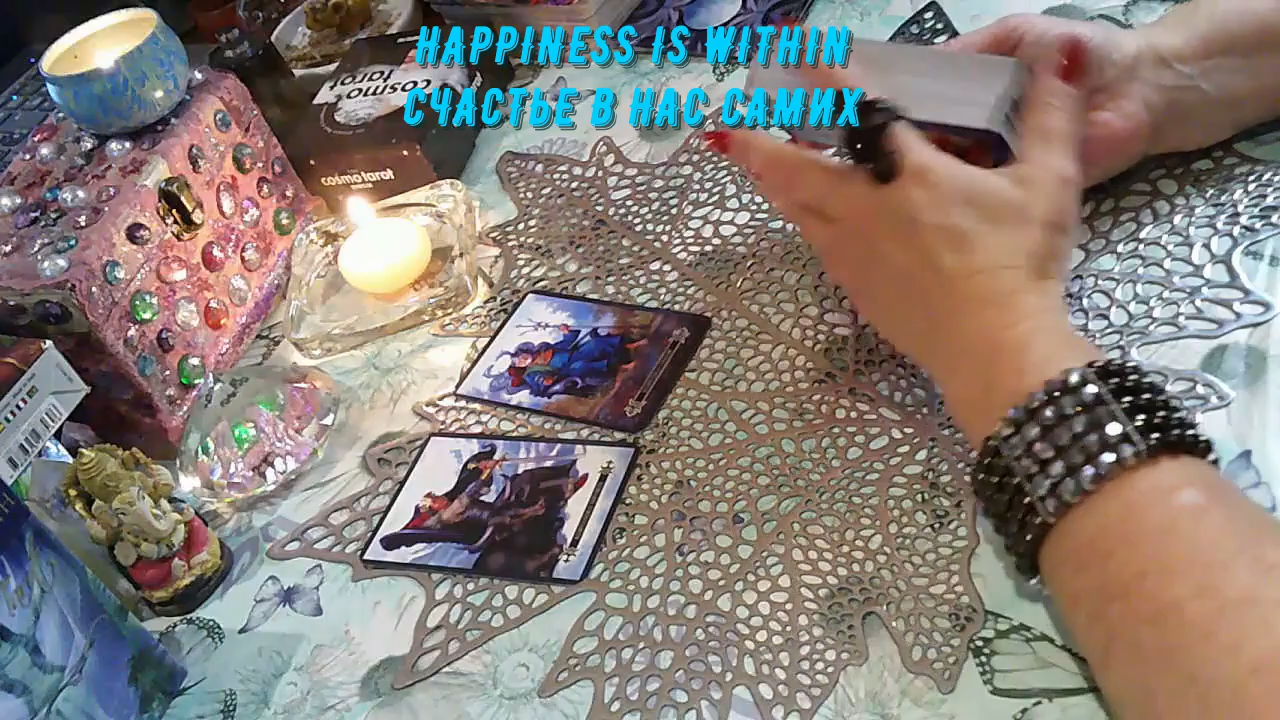 HAPPINESS IS WITHIN
СЧАСТЬЕ В НАС САМИХ
cosmo
tarot
cosmo tarot